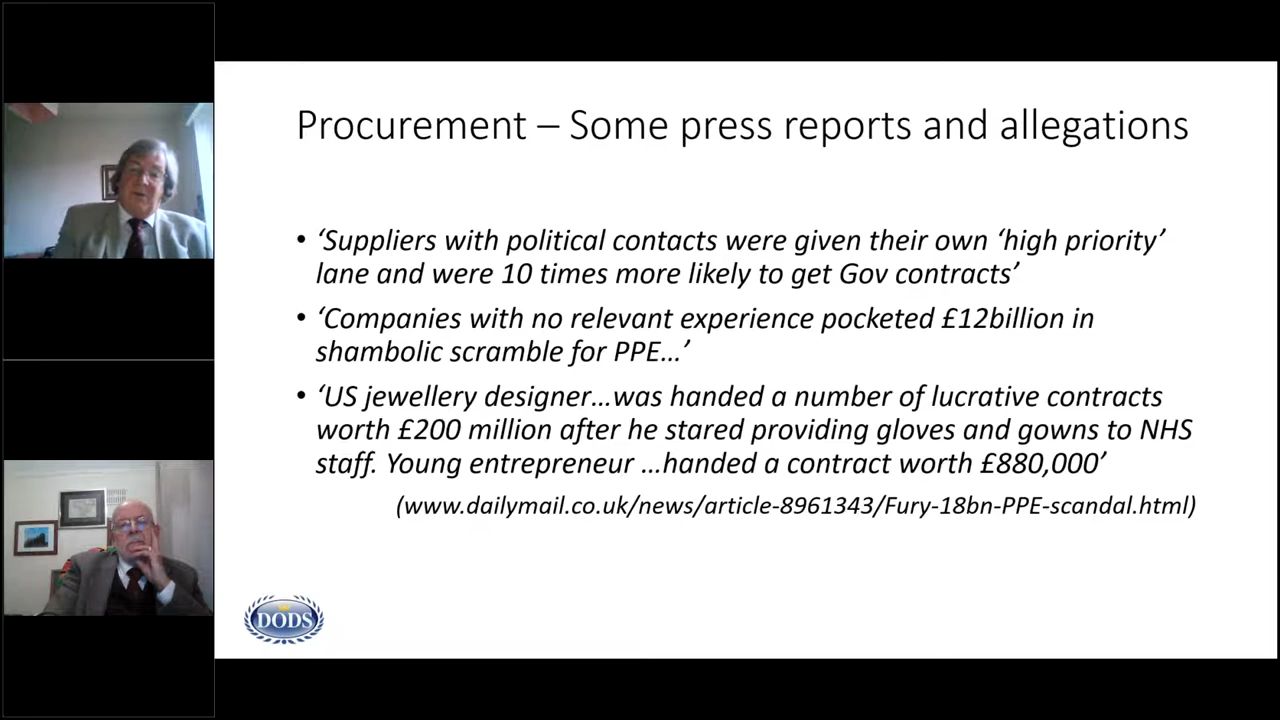 Procurement – Some press reports and allegations
• ‘Suppliers with political contacts were given their own ‘high priority’
lane and were 10 times more likely to get Gov contracts’
• ‘Companies with no relevant experience pocketed £12billion in
shambolic scramble for PPE…’
• ‘US jewellery designer…was handed a number of lucrative contracts
worth £200 million after he stared providing gloves and gowns to NHS
staff. Young entrepreneur …handed a contract worth £880,000’
(www.dailymail.co.uk/news/article-8961343/Fury-18bn-PPE-scandal.html)
DODS